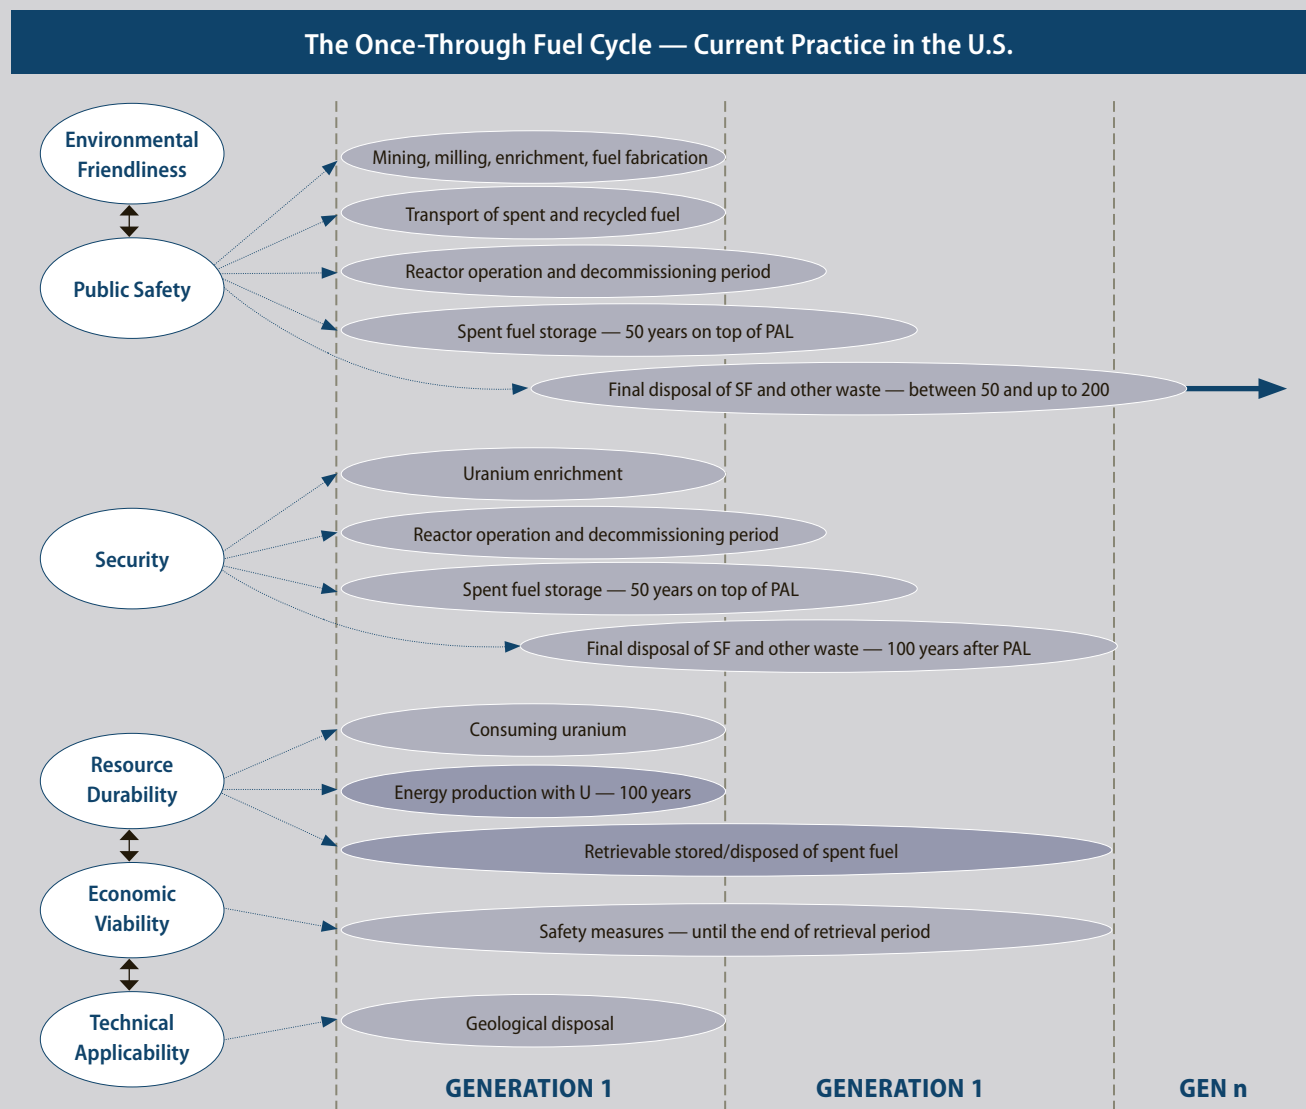 The Once-Through Fuel Cycle — Current Practice in the U.S.
Environmental
Friendliness
Public Safety
Mining, milling, enrichment, fuel fabrication
Transport of spent and recycled fuel
Reactor operation and decommissioning period
Spent fuel storage — 50 years on top of PAL
Final disposal of SF and other waste — between 50 and up to 200
Security
Uranium enrichment
Reactor operation and decommissioning period
Spent fuel storage — 50 years on top of PAL
Final disposal of SF and other waste — 100 years after PAL
Resource
Durability
Consuming uranium
Energy production with U — 100 years
Retrievable stored/disposed of spent fuel
Economic
Viability
Safety measures — until the end of retrieval period
Technical
Applicability
Geological disposal
GENERATION 1
GENERATION 1
GEN n